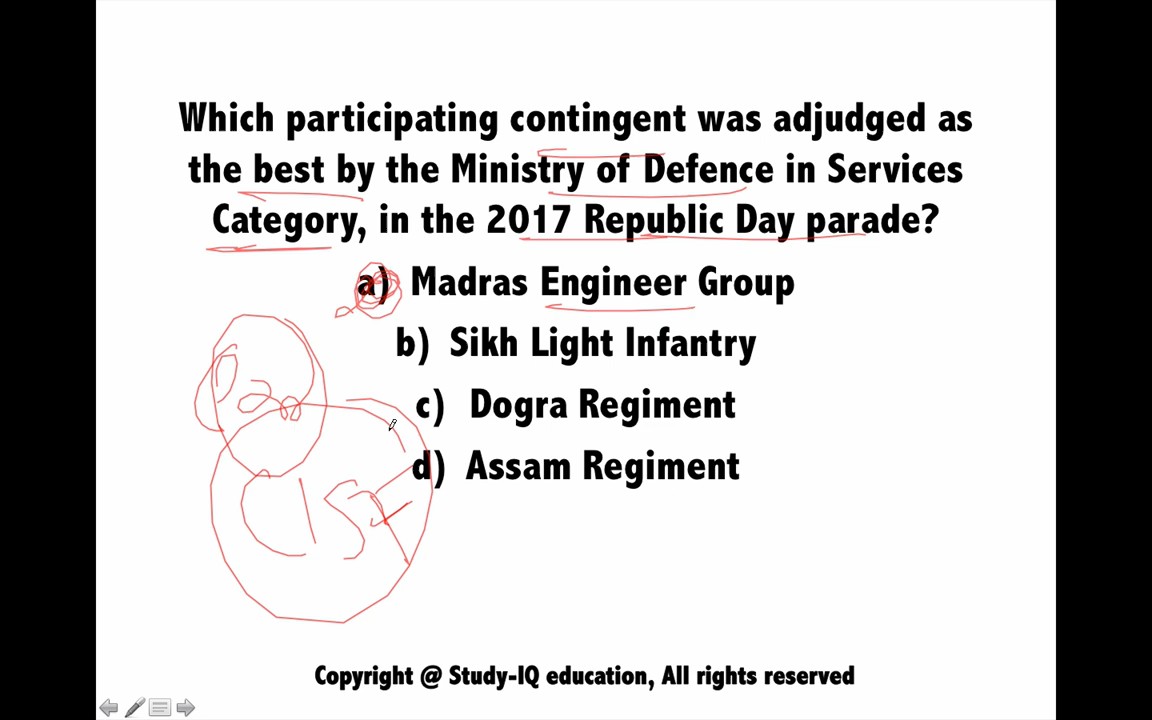 Which participating contingent was adjudged as
the best by the Ministry of Defence in Services
Category, in the 2017 Republic Day parade?
a) Madras Engineer Group
b) Sikh Light Infantry
c) Dogra Regiment
d) Assam Regiment
Copyright @ Study-IQ education, All rights reserved